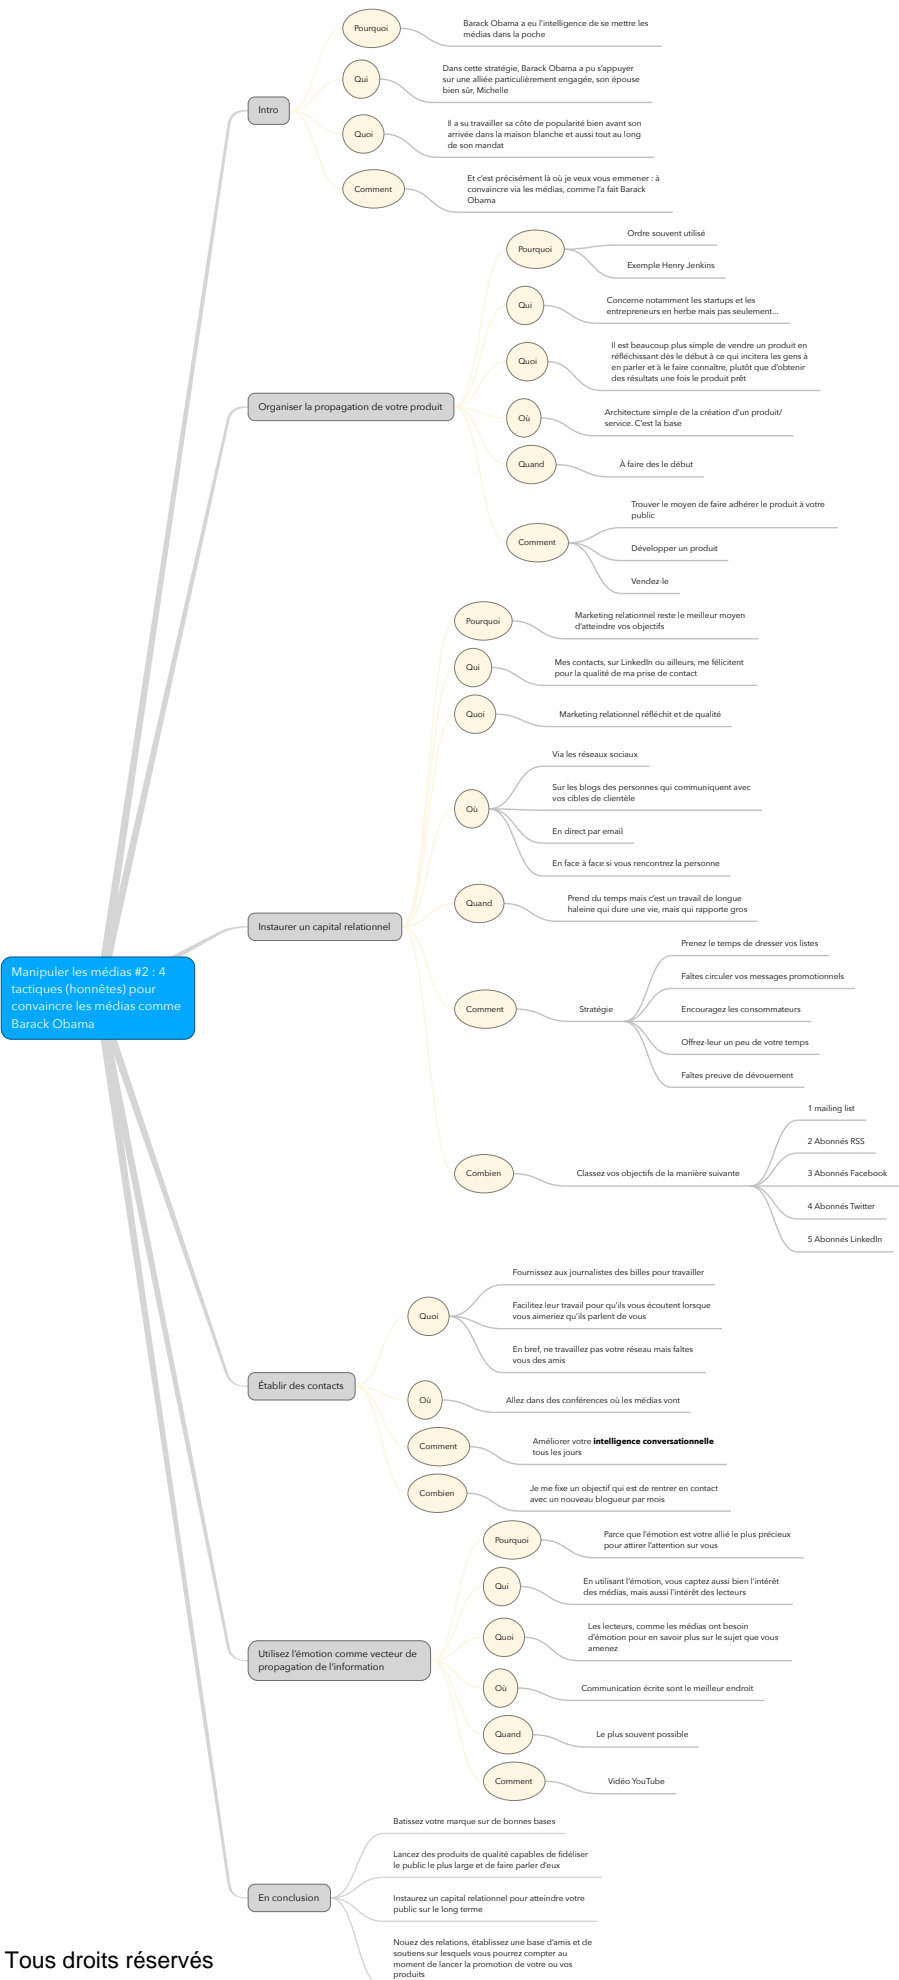 Manipuler les médias #2 : 4
tactiques (honnêtes) pour
convaincre les médias comme
Barack Obama
Intro
Pourquoi
Barack Obama a eu l'intelligence de se mettre les
médias dans la poche
Qui
Dans cette stratégie, Barack Obama a pu s'appuyer
sur une alliée particulièrement engagée, son épouse
bien sûr, Michelle
Quoi
Il a su travailler sa côte de popularité bien avant son
arrivée dans la maison blanche et aussi tout au long
de son mandat
Comment
Et c'est précisément là où je veux vous emmener : à
convaincre via les médias, comme l'a fait Barack
Obama
Organiser la propagation de votre produit
Pourquoi
Ordre souvent utilisé
Exemple Henry Jenkins
Qui
Concerne notamment les startups et les
entrepreneurs en herbe mais pas seulement...
Quoi
Il est beaucoup plus simple de vendre un produit en
réfléchissant dès le début à ce qui incitera les gens à
en parler et à le faire connaître, plutôt que d'obtenir
des résultats une fois le produit prêt
Où
Architecture simple de la création d'un produit/
service. C'est la base
Quand
À faire des le début
Comment
Trouver le moyen de faire adhérer le produit à votre
public
Développer un produit
Vendez-le
Instaurer un capital relationnel
Pourquoi
Marketing relationnel reste le meilleur moyen
d'atteindre vos objectifs
Qui
Mes contacts, sur LinkedIn ou ailleurs, me félicitent
pour la qualité de ma prise de contact
Quoi
Marketing relationnel réfléchit et de qualité
Où
Via les réseaux sociaux
Sur les blogs des personnes qui communiquent avec
vos cibles de clientèle
En direct par email
En face à face si vous rencontrez la personne
Quand
Prend du temps mais c'est un travail de longue
haleine qui dure une vie, mais qui rapporte gros
Comment
Stratégie
Prenez le temps de dresser vos listes
Faîtes circuler vos messages promotionnels
Encouragez les consommateurs
Offrez-leur un peu de votre temps
Faîtes preuve de dévouement
Combien
Classez vos objectifs de la manière suivante
1 mailing list
2 Abonnés RSS
3 Abonnés Facebook
4 Abonnés Twitter
5 Abonnés LinkedIn
Établir des contacts
Quoi
Fournissez aux journalistes des billes pour travailler
Facilitez leur travail pour qu'ils vous écoutent lorsque
vous aimeriez qu'ils parlent de vous
En bref, ne travaillez pas votre réseau mais faîtes
vous des amis
Où
Allez dans des conférences où les médias vont
Comment
Améliorer votre intelligence conversationnelle
tous les jours
Combien
Je me fixe un objectif qui est de rentrer en contact
avec un nouveau blogueur par mois
Utilisez l'émotion comme vecteur de
propagation de l'information
Pourquoi
Parce que l'émotion est votre allié le plus précieux
pour attirer l'attention sur vous
Qui
En utilisant l'émotion, vous captez aussi bien l'intérêt
des médias, mais aussi l'intérêt des lecteurs
Quoi
Les lecteurs, comme les médias ont besoin
d'émotion pour en savoir plus sur le sujet que vous
amenez
Où
Communication écrite sont le meilleur endroit
Quand
Le plus souvent possible
Comment
Vidéo YouTube
En conclusion
Batissez votre marque sur de bonnes bases
Lancez des produits de qualité capables de fidéliser
le public le plus large et de faire parler d'eux
Instaurez un capital relationnel pour atteindre votre
public sur le long terme
Nouez des relations, établissez une base d'amis et de
soutiens sur lesquels vous pourrez compter au
moment de lancer la promotion de votre ou vos
produits
Tous droits réservés